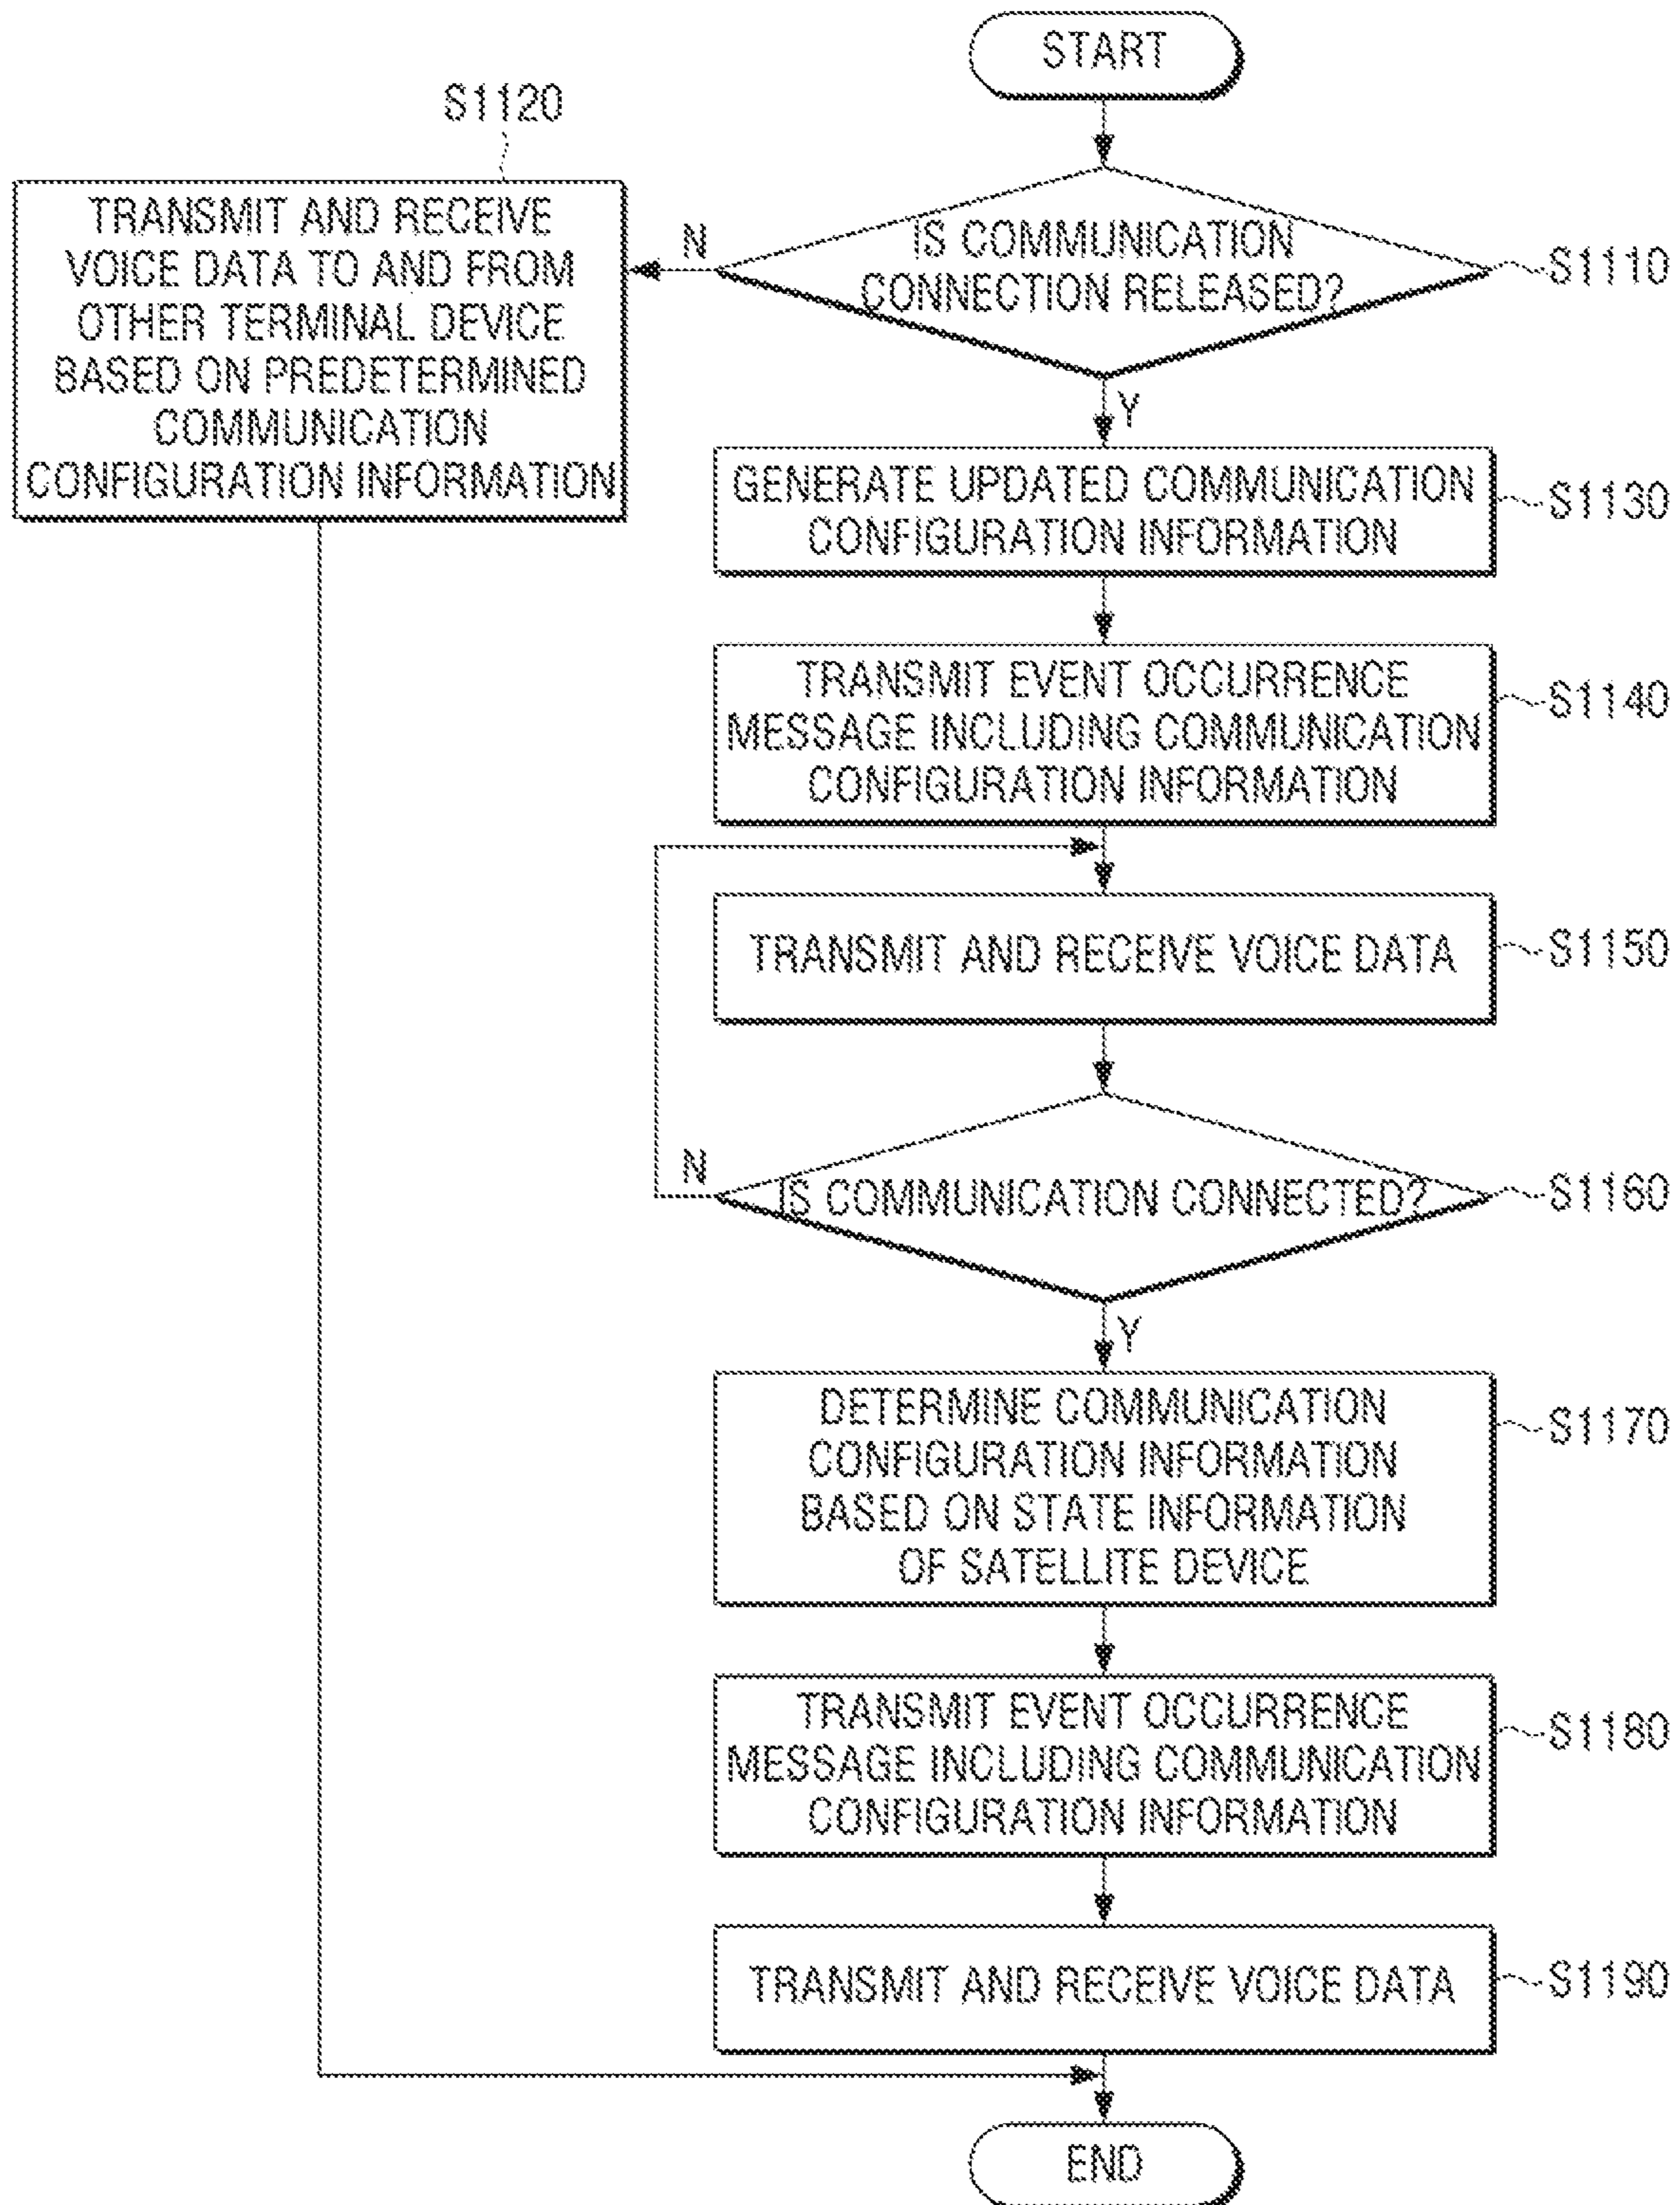 START
S1120
TRANSMIT AND RECEIVE
VOICE DATA TO AND FROM
OTHER TERMINAL DEVICE
BASED ON PREDETERMINED
COMMUNICATION
CONFIGURATION INFORMATION
N
IS COMMUNICATION
CONNECTION RELEASED?
S1110
Y
GENERATE UPDATED COMMUNICATION
CONFIGURATION INFORMATION
S1130
TRANSMIT EVENT OCCURRENCE
MESSAGE INCLUDING COMMUNICATION
CONFIGURATION INFORMATION
S1140
TRANSMIT AND RECEIVE VOICE DATA
S1150
N
IS COMMUNICATION CONNECTED?
S1160
Y
DETERMINE COMMUNICATION
CONFIGURATION INFORMATION
BASED ON STATE INFORMATION
OF SATELLITE DEVICE
S1170
TRANSMIT EVENT OCCURRENCE
MESSAGE INCLUDING COMMUNICATION
CONFIGURATION INFORMATION
S1180
TRANSMIT AND RECEIVE VOICE DATA
S1190
END